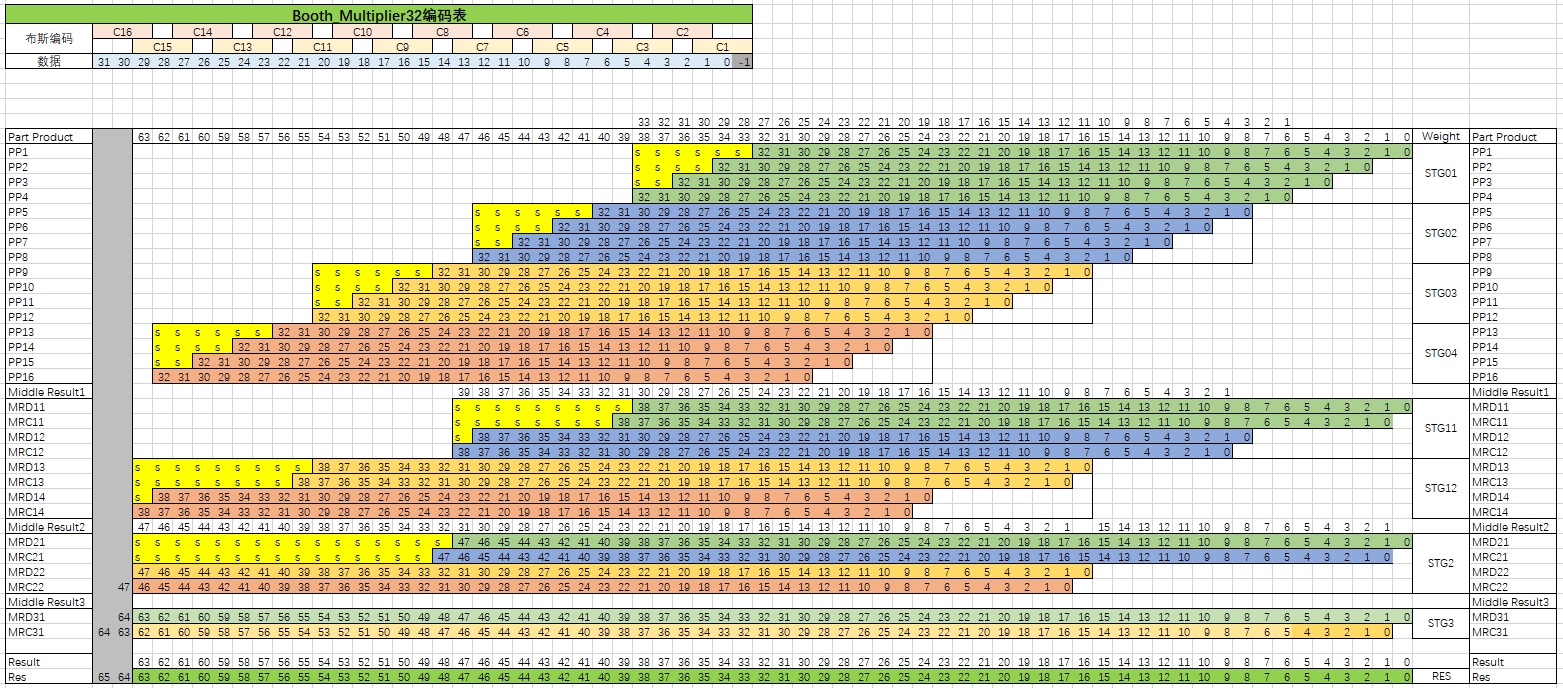 Booth_Multiplier32编码表
C16 C14 C12 C10 C8 C6 C4 C2
布斯编码
C15 C13 C11 C9 C7 C5 C3 C1
数据 31 30 29 28 27 26 25 24 23 22 21 20 19 18 17 16 15 14 13 12 11 10 9 8 7 6 5 4 3 2 1 0 -1
33 32 31 30 29 28 27 26 25 24 23 22 21 20 19 18 17 16 15 14 13 12 11 10 9 8 7 6 5 4 3 2 1
Part Product 63 62 61 60 59 58 57 56 55 54 53 52 51 50 49 48 47 46 45 44 43 42 41 40 39 38 37 36 35 34 33 32 31 30 29 28 27 26 25 24 23 22 21 20 19 18 17 16 15 14 13 12 11 10 9 8 7 6 5 4 3 2 1 0 Weight Part Product
PP1 s s s s s s 32 31 30 29 28 27 26 25 24 23 22 21 20 19 18 17 16 15 14 13 12 11 10 9 8 7 6 5 4 3 2 1 0 PP1
PP2 s s s s 32 31 30 29 28 27 26 25 24 23 22 21 20 19 18 17 16 15 14 13 12 11 10 9 8 7 6 5 4 3 2 1 0 PP2
STG01
PP3 s s 32 31 30 29 28 27 26 25 24 23 22 21 20 19 18 17 16 15 14 13 12 11 10 9 8 7 6 5 4 3 2 1 0 PP3
PP4 32 31 30 29 28 27 26 25 24 23 22 21 20 19 18 17 16 15 14 13 12 11 10 9 8 7 6 5 4 3 2 1 0 PP4
PP5 s s s s s s 32 31 30 29 28 27 26 25 24 23 22 21 20 19 18 17 16 15 14 13 12 11 10 9 8 7 6 5 4 3 2 1 0 PP5
PP6 s s s s 32 31 30 29 28 27 26 25 24 23 22 21 20 19 18 17 16 15 14 13 12 11 10 9 8 7 6 5 4 3 2 1 0 PP6
STG02
PP7 s s 32 31 30 29 28 27 26 25 24 23 22 21 20 19 18 17 16 15 14 13 12 11 10 9 8 7 6 5 4 3 2 1 0 PP7
PP8 32 31 30 29 28 27 26 25 24 23 22 21 20 19 18 17 16 15 14 13 12 11 10 9 8 7 6 5 4 3 2 1 0 PP8
PP9 s s s s s s 32 31 30 29 28 27 26 25 24 23 22 21 20 19 18 17 16 15 14 13 12 11 10 9 8 7 6 5 4 3 2 1 0 PP9
PP10 s s s s 32 31 30 29 28 27 26 25 24 23 22 21 20 19 18 17 16 15 14 13 12 11 10 9 8 7 6 5 4 3 2 1 0 PP10
STG03
PP11 s s 32 31 30 29 28 27 26 25 24 23 22 21 20 19 18 17 16 15 14 13 12 11 10 9 8 7 6 5 4 3 2 1 0 PP11
PP12 32 31 30 29 28 27 26 25 24 23 22 21 20 19 18 17 16 15 14 13 12 11 10 9 8 7 6 5 4 3 2 1 0 PP12
PP13 s s s s s s 32 31 30 29 28 27 26 25 24 23 22 21 20 19 18 17 16 15 14 13 12 11 10 9 8 7 6 5 4 3 2 1 0 PP13
PP14 s s s s 32 31 30 29 28 27 26 25 24 23 22 21 20 19 18 17 16 15 14 13 12 11 10 9 8 7 6 5 4 3 2 1 0 PP14
STG04
PP15 s s 32 31 30 29 28 27 26 25 24 23 22 21 20 19 18 17 16 15 14 13 12 11 10 9 8 7 6 5 4 3 2 1 0 PP15
PP16 32 31 30 29 28 27 26 25 24 23 22 21 20 19 18 17 16 15 14 13 12 11 10 9 8 7 6 5 4 3 2 1 0 PP16
Middle Result1 39 38 37 36 35 34 33 32 31 30 29 28 27 26 25 24 23 22 21 20 19 18 17 16 15 14 13 12 11 10 9 8 7 6 5 4 3 2 1 Middle Result1
MRD11 s s s s s s s s s 38 37 36 35 34 33 32 31 30 29 28 27 26 25 24 23 22 21 20 19 18 17 16 15 14 13 12 11 10 9 8 7 6 5 4 3 2 1 0 MRD11
MRC11 s s s s s s s s 38 37 36 35 34 33 32 31 30 29 28 27 26 25 24 23 22 21 20 19 18 17 16 15 14 13 12 11 10 9 8 7 6 5 4 3 2 1 0 MRC11
STG11
MRD12 s 38 37 36 35 34 33 32 31 30 29 28 27 26 25 24 23 22 21 20 19 18 17 16 15 14 13 12 11 10 9 8 7 6 5 4 3 2 1 0 MRD12
MRC12 38 37 36 35 34 33 32 31 30 29 28 27 26 25 24 23 22 21 20 19 18 17 16 15 14 13 12 11 10 9 8 7 6 5 4 3 2 1 0 MRC12
MRD13 s s s s s s s s s 38 37 36 35 34 33 32 31 30 29 28 27 26 25 24 23 22 21 20 19 18 17 16 15 14 13 12 11 10 9 8 7 6 5 4 3 2 1 0 MRD13
MRC13 s s s s s s s s 38 37 36 35 34 33 32 31 30 29 28 27 26 25 24 23 22 21 20 19 18 17 16 15 14 13 12 11 10 9 8 7 6 5 4 3 2 1 0 MRC13
STG12
MRD14 s 38 37 36 35 34 33 32 31 30 29 28 27 26 25 24 23 22 21 20 19 18 17 16 15 14 13 12 11 10 9 8 7 6 5 4 3 2 1 0 MRD14
MRC14 38 37 36 35 34 33 32 31 30 29 28 27 26 25 24 23 22 21 20 19 18 17 16 15 14 13 12 11 10 9 8 7 6 5 4 3 2 1 0 MRC14
Middle Result2 47 46 45 44 43 42 41 40 39 38 37 36 35 34 33 32 31 30 29 28 27 26 25 24 23 22 21 20 19 18 17 16 15 14 13 12 11 10 9 8 7 6 5 4 3 2 1 15 14 13 12 11 10 9 8 7 6 5 4 3 2 1 Middle Result2
MRD21 s s s s s s s s s s s s s s s s 47 46 45 44 43 42 41 40 39 38 37 36 35 34 33 32 31 30 29 28 27 26 25 24 23 22 21 20 19 18 17 16 15 14 13 12 11 10 9 8 7 6 5 4 3 2 1 0 MRD21
MRC21 s s s s s s s s s s s s s s s 47 46 45 44 43 42 41 40 39 38 37 36 35 34 33 32 31 30 29 28 27 26 25 24 23 22 21 20 19 18 17 16 15 14 13 12 11 10 9 8 7 6 5 4 3 2 1 0 MRC21
STG2
MRD22 47 46 45 44 43 42 41 40 39 38 37 36 35 34 33 32 31 30 29 28 27 26 25 24 23 22 21 20 19 18 17 16 15 14 13 12 11 10 9 8 7 6 5 4 3 2 1 0 MRD22
MRC22 47 46 45 44 43 42 41 40 39 38 37 36 35 34 33 32 31 30 29 28 27 26 25 24 23 22 21 20 19 18 17 16 15 14 13 12 11 10 9 8 7 6 5 4 3 2 1 0 MRC22
Middle Result3 Middle Result3
MRD31 64 63 62 61 60 59 58 57 56 55 54 53 52 51 50 49 48 47 46 45 44 43 42 41 40 39 38 37 36 35 34 33 32 31 30 29 28 27 26 25 24 23 22 21 20 19 18 17 16 15 14 13 12 11 10 9 8 7 6 5 4 3 2 1 0 MRD31
STG3
MRC31 64 63 62 61 60 59 58 57 56 55 54 53 52 51 50 49 48 47 46 45 44 43 42 41 40 39 38 37 36 35 34 33 32 31 30 29 28 27 26 25 24 23 22 21 20 19 18 17 16 15 14 13 12 11 10 9 8 7 6 5 4 3 2 1 0 MRC31
Result 63 62 61 60 59 58 57 56 55 54 53 52 51 50 49 48 47 46 45 44 43 42 41 40 39 38 37 36 35 34 33 32 31 30 29 28 27 26 25 24 23 22 21 20 19 18 17 16 15 14 13 12 11 10 9 8 7 6 5 4 3 2 1 0 Result
Res 65 64 63 62 61 60 59 58 57 56 55 54 53 52 51 50 49 48 47 46 45 44 43 42 41 40 39 38 37 36 35 34 33 32 31 30 29 28 27 26 25 24 23 22 21 20 19 18 17 16 15 14 13 12 11 10 9 8 7 6 5 4 3 2 1 0 RES Res